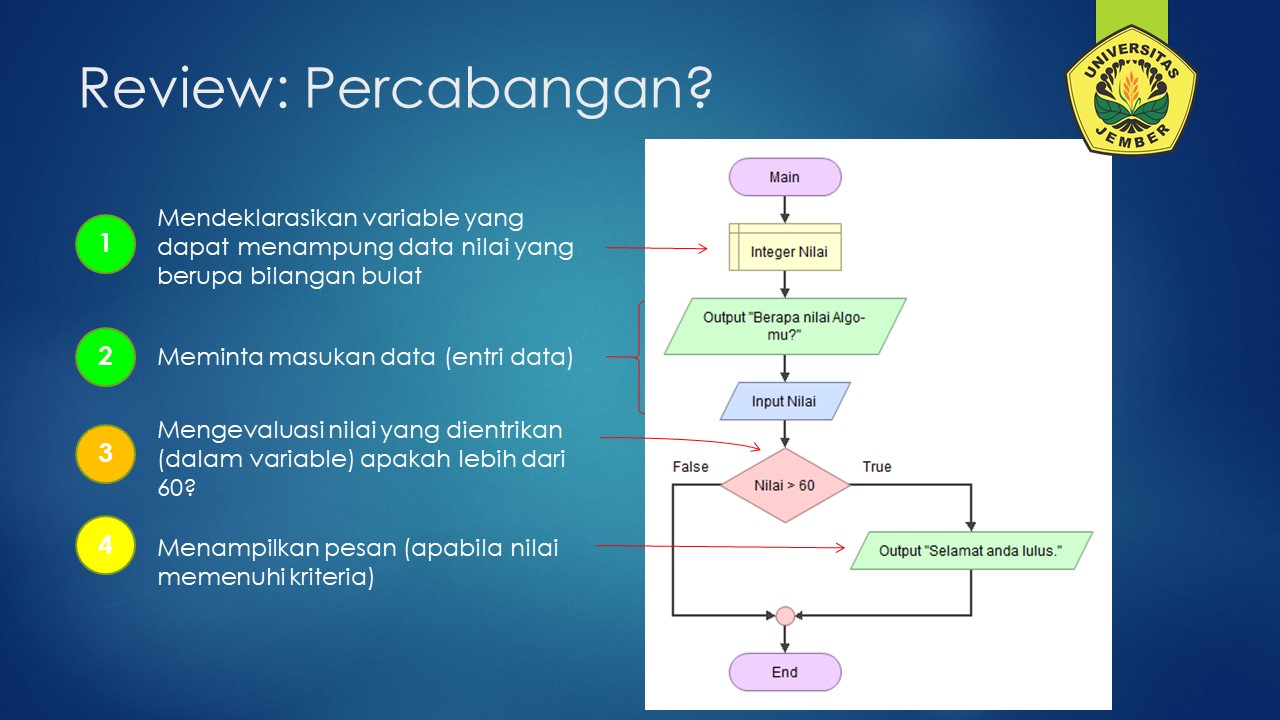 Review: Percabangan?
UNIVERSITAS
JEMBER
1
Mendeklarasikan variable yang
dapat menampung data nilai yang
berupa bilangan bulat
2
Meminta masukan data (entri data)
3
Mengevaluasi nilai yang dientrikan
(dalam variable) apakah lebih dari
60?
4
Menampilkan pesan (apabila nilai
memenuhi kriteria)
Main
Integer Nilai
Output "Berapa nilai Algo-
mu?"
Input Nilai
False
True
Nilai > 60
Output "Selamat anda lulus."
End